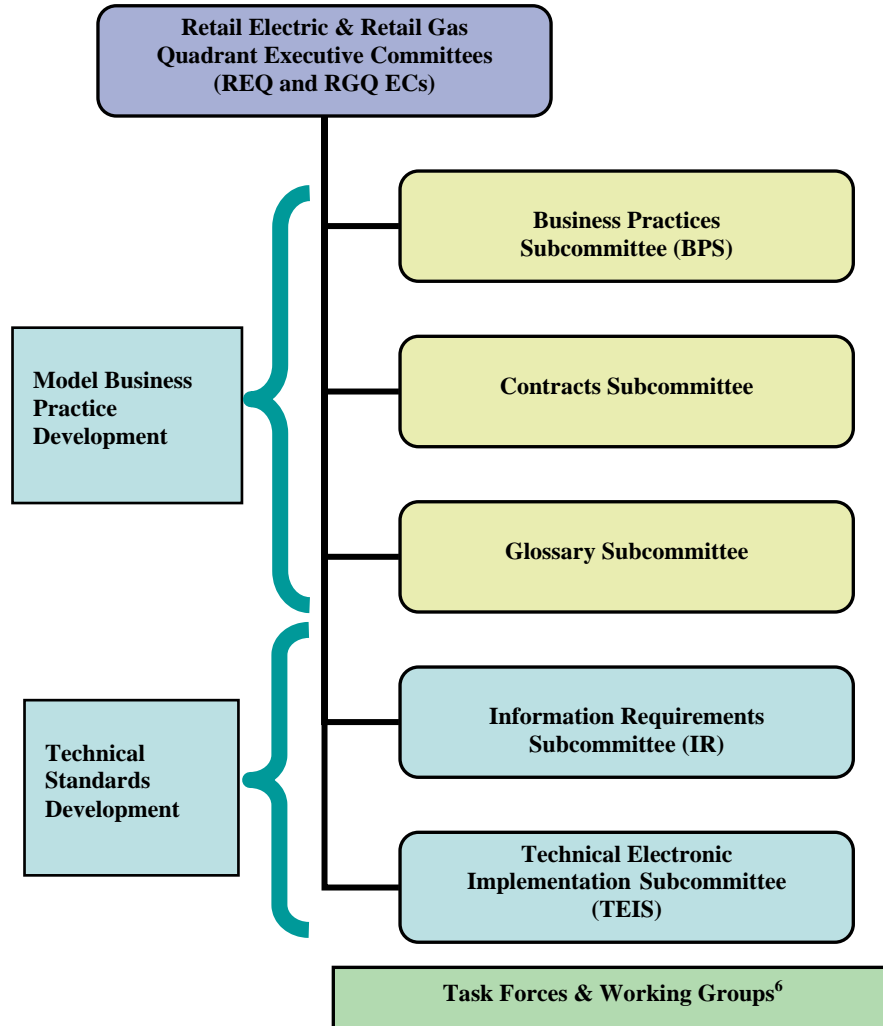 Retail Electric & Retail Gas
Quadrant Executive Committees
(REQ and RGQ ECs)
Business Practices
Subcommittee (BPS)
Model Business
Practice
Development
Contracts Subcommittee
Glossary Subcommittee
Technical
Standards
Development
Information Requirements
Subcommittee (IR)
Technical Electronic
Implementation Subcommittee
(TEIS)
Task Forces & Working Groups⁶